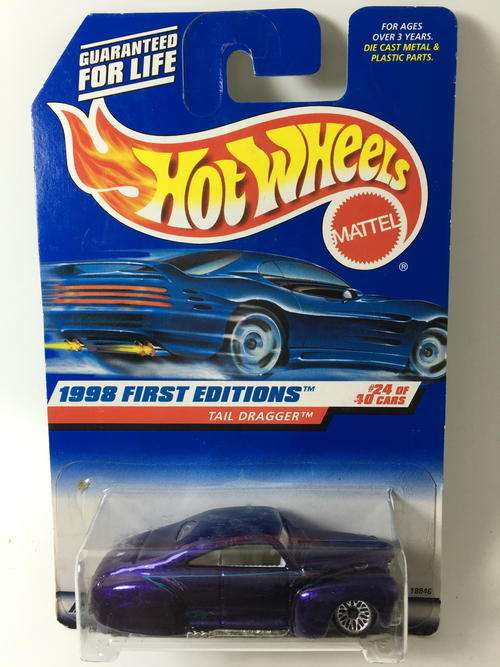 GUARANTEED
FOR LIFE
FOR AGES
OVER 3 YEARS.
DIE CAST METAL &
PLASTIC PARTS.
HOT WHEELS
MATTEL
®
1998 FIRST EDITIONS™
TAIL DRAGGER™
#24 OF
40 CARS
18846